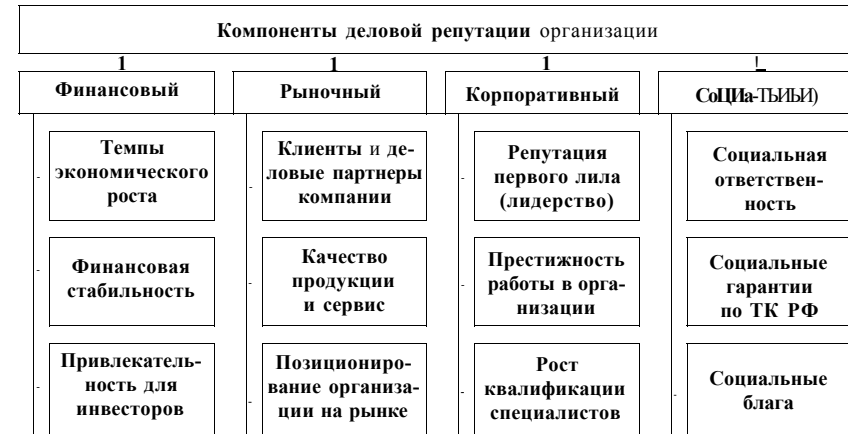 Компоненты деловой репутации организации
1 1 1 !
Финансовый
Рыночный
Корпоративный
СоЦИа-ТЬИЬИ)
Темпы
экономического
роста
Клиенты и де-
ловые партнеры
компании
Репутация
первого лила
(лидерство)
Социальная
ответствен-
ность
Финансовая
стабильность
Качество
продукции
и сервис
Престижность
работы в орга-
низации
Социальные
гарантии
по ТК РФ
Привлекатель-
ность для
инвесторов
Позициониро-
вание организа-
ции на рынке
Рост
квалификации
специалистов
Социальные
блага